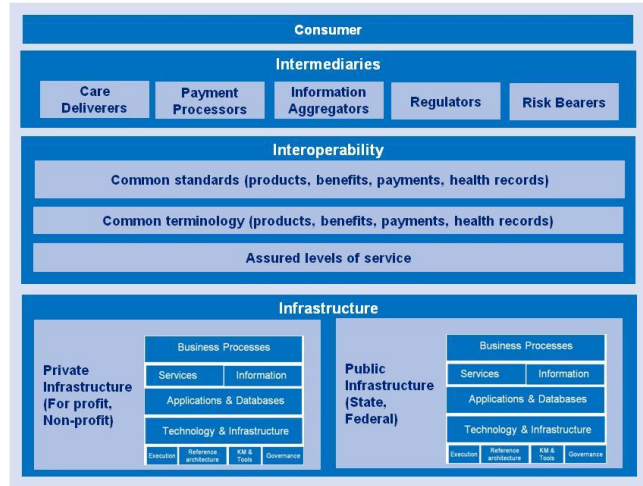 Consumer
Intermediaries
Care
Deliverers
Payment
Processors
Information
Aggregators
Regulators
Risk Bearers
Interoperability
Common standards (products, benefits, payments, health records)
Common terminology (products, benefits, payments, health records)
Assured levels of service
Infrastructure
Private
Infrastructure
(For profit,
Non-profit)
Business Processes
Services
Information
Applications & Databases
Technology & Infrastructure
Execution
Reference
architecture
KM &
Tools
Governance
Public
Infrastructure
(State,
Federal)
Business Processes
Services
Information
Applications & Databases
Technology & Infrastructure
Execution
Reference
architecture
KM &
Tools
Governance